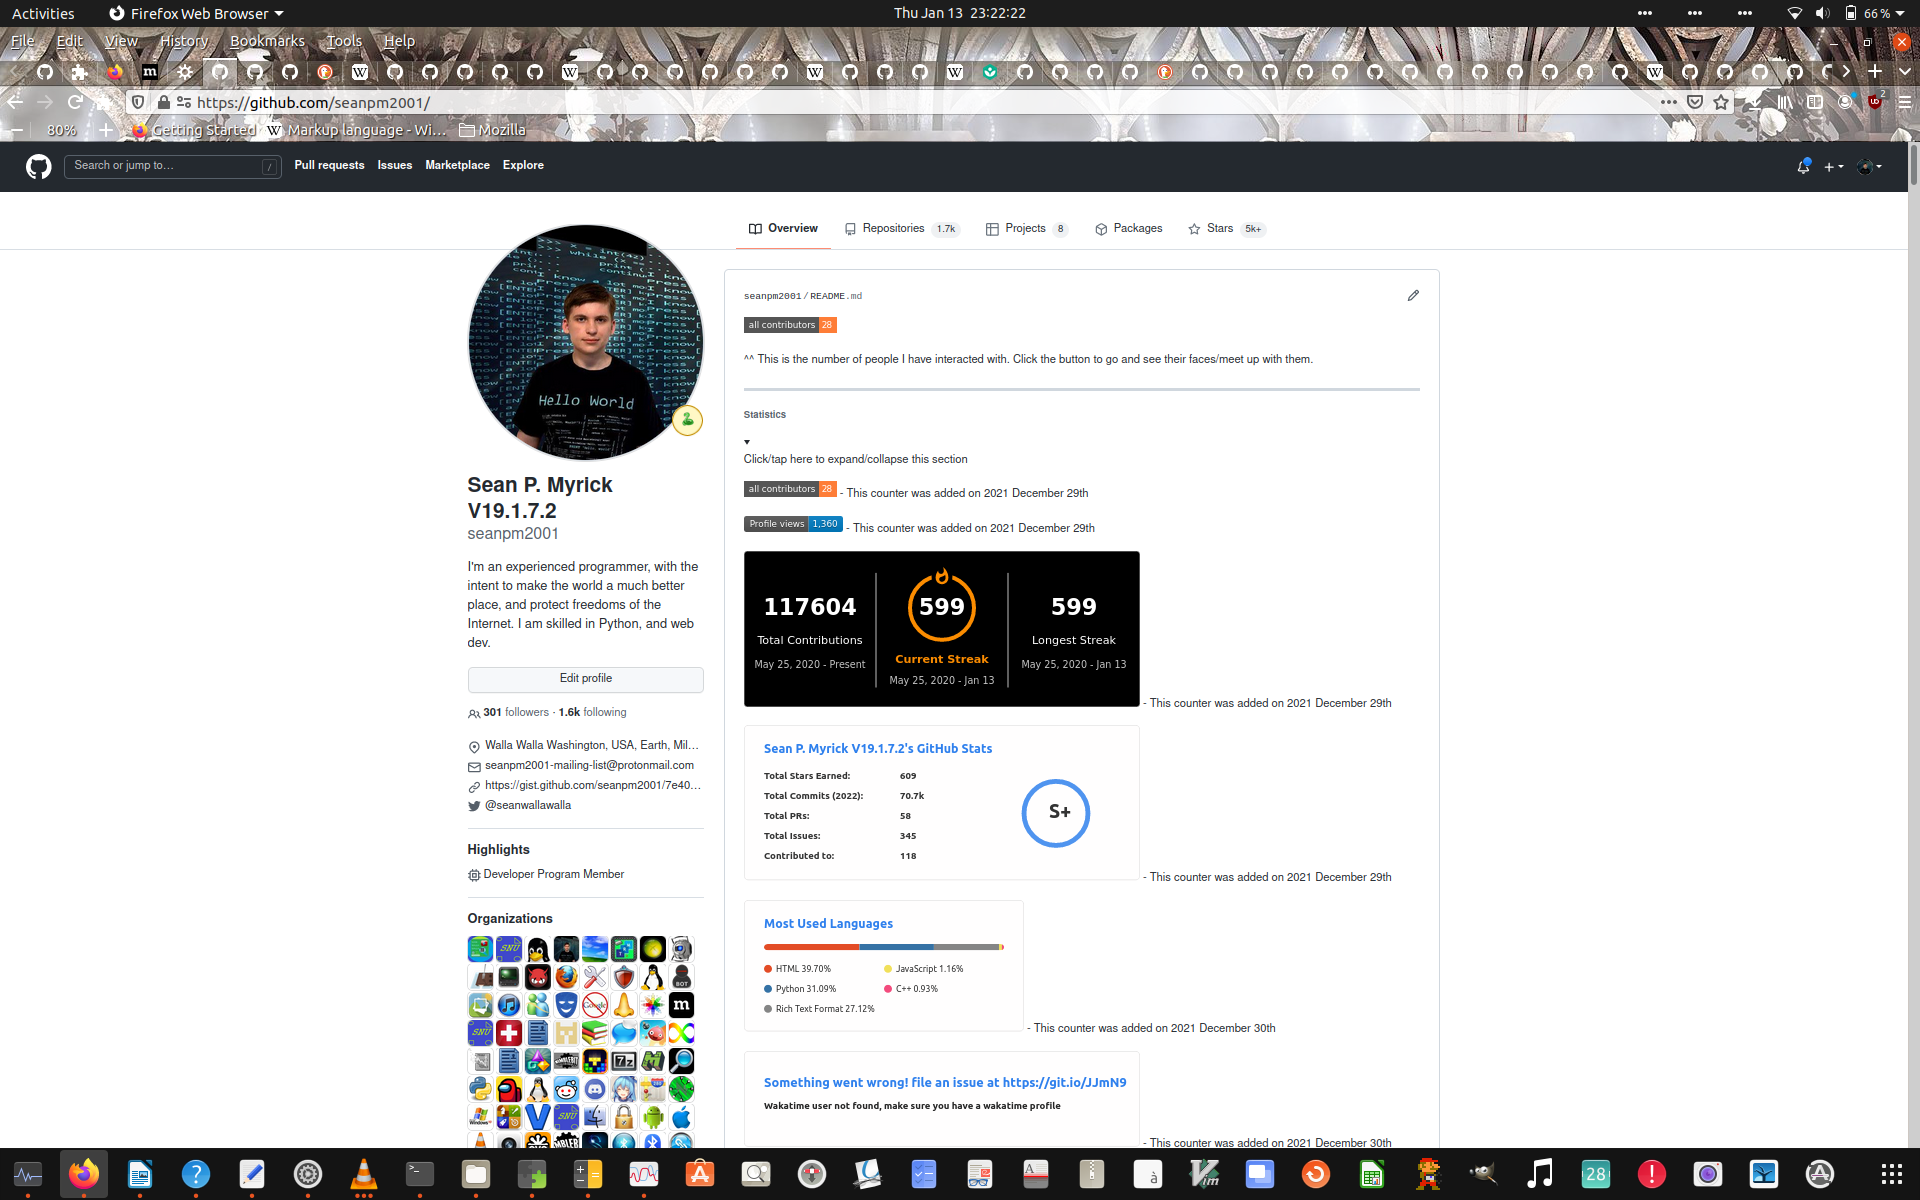 Activities
Firefox Web Browser
Thu Jan 13  23:22:22
66 %
File Edit View History Bookmarks Tools Help
https://github.com/seanpm2001/
2
80%
Getting Started
Markup language - Wi…
Mozilla
Search or jump to…
/
Pull requests Issues Marketplace Explore
Overview
Repositories 1.7k
Projects 8
Packages
Stars 5k+
Hello World
Sean P. Myrick
V19.1.7.2
seanpm2001
I'm an experienced programmer, with the
intent to make the world a much better
place, and protect freedoms of the
Internet. I am skilled in Python, and web
dev.
Edit profile
301 followers · 1.6k following
Walla Walla Washington, USA, Earth, Mil…
seanpm2001-mailing-list@protonmail.com
https://gist.github.com/seanpm2001/7e40…
@seanwallawalla
Highlights
Developer Program Member
Organizations
seanpm2001/README.md
all contributors 28
^^ This is the number of people I have interacted with. Click the button to go and see their faces/meet up with them.
Statistics
Click/tap here to expand/collapse this section
all contributors 28 - This counter was added on 2021 December 29th
Profile views 1,360 - This counter was added on 2021 December 29th
117604
Total Contributions
May 25, 2020 - Present
599
Current Streak
May 25, 2020 - Jan 13
599
Longest Streak
May 25, 2020 - Jan 13
- This counter was added on 2021 December 29th
Sean P. Myrick V19.1.7.2's GitHub Stats
Total Stars Earned: 609
Total Commits (2022): 70.7k
Total PRs: 58
Total Issues: 345
Contributed to: 118
S+
- This counter was added on 2021 December 29th
Most Used Languages
HTML 39.70%
JavaScript 1.16%
Python 31.09%
C++ 0.93%
Rich Text Format 27.12%
- This counter was added on 2021 December 30th
Something went wrong! file an issue at https://git.io/JJmN9
Wakatime user not found, make sure you have a wakatime profile
- This counter was added on 2021 December 30th
28